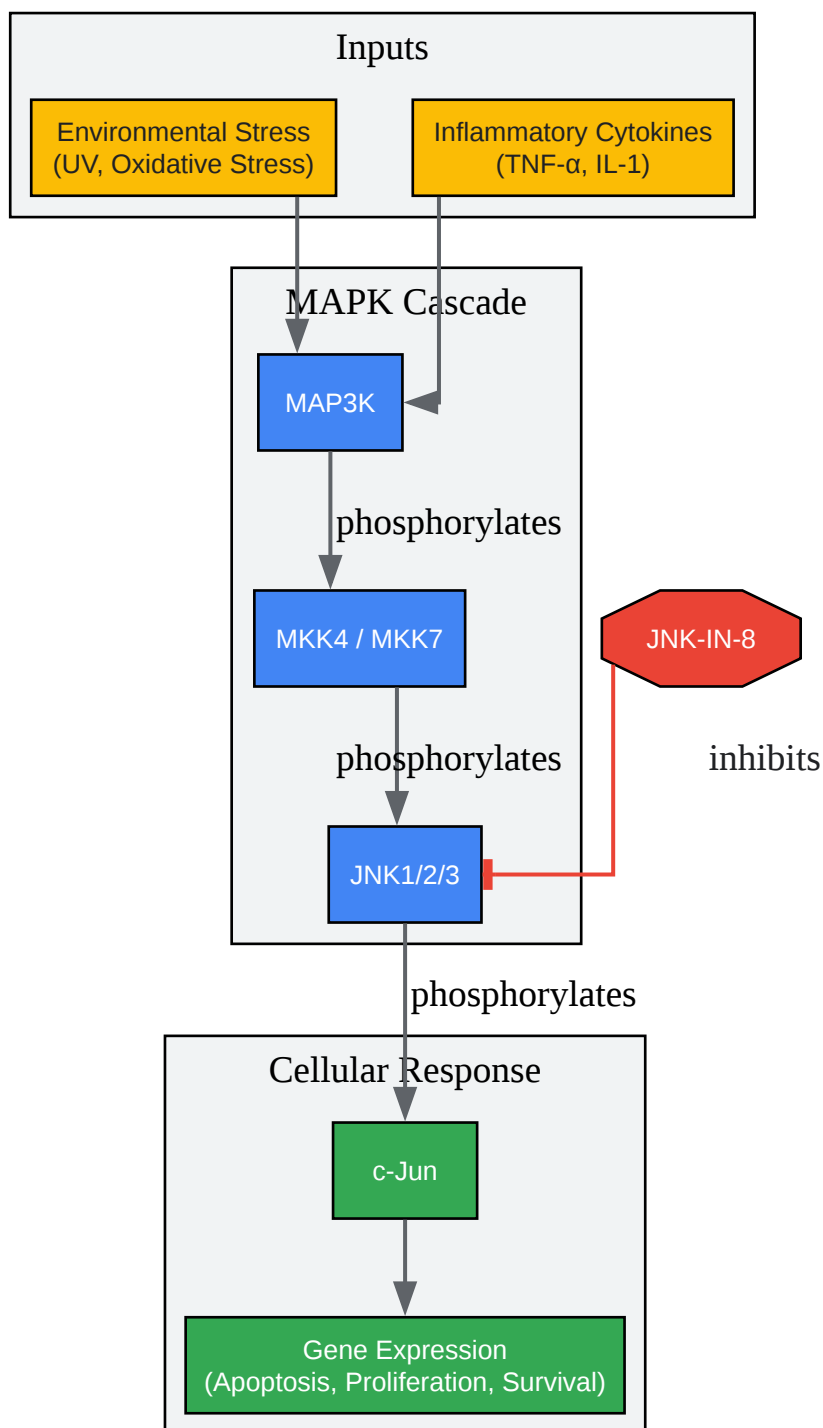 Inputs
Environmental Stress
(UV, Oxidative Stress)
Inflammatory Cytokines
(TNF-α, IL-1)
MAPK Cascade
MAP3K
phosphorylates
MKK4 / MKK7
JNK-IN-8
phosphorylates
inhibits
JNK1/2/3
phosphorylates
Cellular Response
c-Jun
Gene Expression
(Apoptosis, Proliferation, Survival)